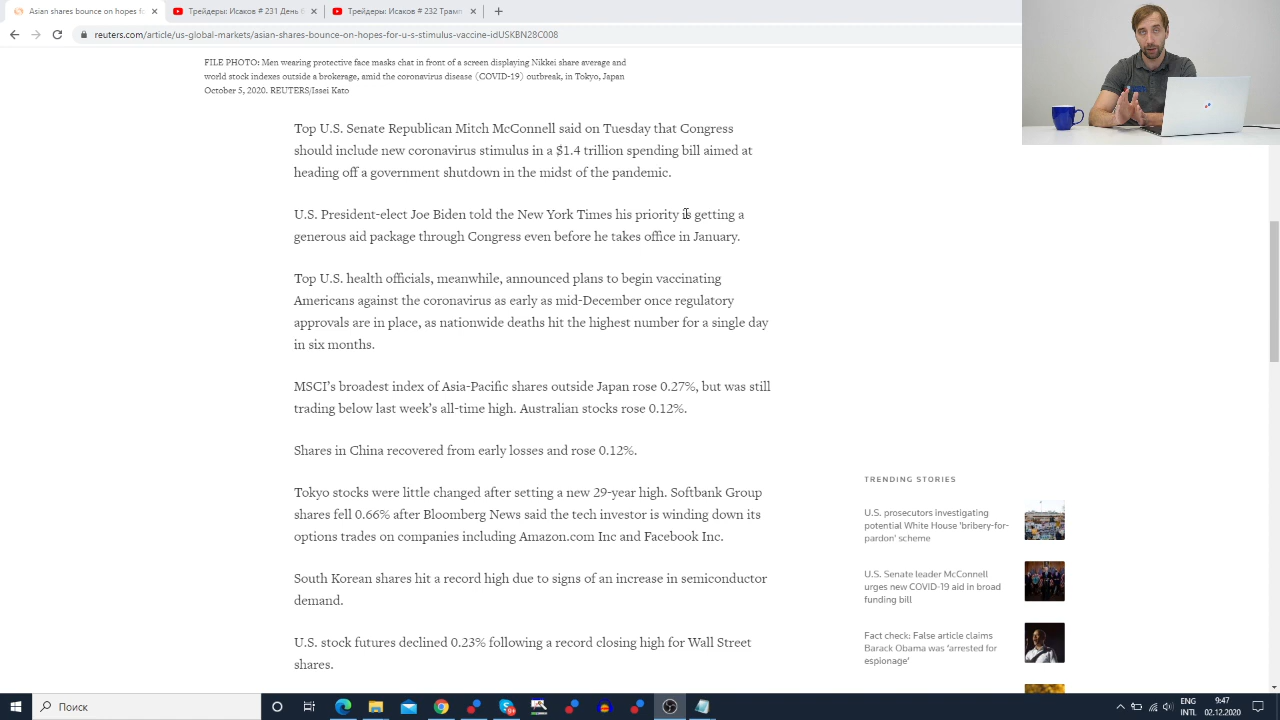 Asian shares bounce on hopes for
Трейдеры: Исаков # 231 День б
Трейдеры: Исаков # 232 Трамп
reuters.com/article/us-global-markets/asian-shares-bounce-on-hopes-for-u-s-stimulus-vaccine-idUSKBN28C008
FILE PHOTO: Men wearing protective face masks chat in front of a screen displaying Nikkei share average and
world stock indexes outside a brokerage, amid the coronavirus disease (COVID-19) outbreak, in Tokyo, Japan
October 5, 2020. REUTERS/Issei Kato
Top U.S. Senate Republican Mitch McConnell said on Tuesday that Congress
should include new coronavirus stimulus in a $1.4 trillion spending bill aimed at
heading off a government shutdown in the midst of the pandemic.
U.S. President-elect Joe Biden told the New York Times his priority is getting a
generous aid package through Congress even before he takes office in January.
Top U.S. health officials, meanwhile, announced plans to begin vaccinating
Americans against the coronavirus as early as mid-December once regulatory
approvals are in place, as nationwide deaths hit the highest number for a single day
in six months.
MSCI’s broadest index of Asia-Pacific shares outside Japan rose 0.27%, but was still
trading below last week’s all-time high. Australian stocks rose 0.12%.
Shares in China recovered from early losses and rose 0.12%.
Tokyo stocks were little changed after setting a new 29-year high. Softbank Group
shares fell 0.66% after Bloomberg News said the tech investor is winding down its
options trades on companies including Amazon.com Inc and Facebook Inc.
South Korean shares hit a record high due to signs of an increase in semiconductor
demand.
U.S. stock futures declined 0.23% following a record closing high for Wall Street
shares.
TRENDING STORIES
U.S. prosecutors investigating
potential White House 'bribery-for-
pardon' scheme
U.S. Senate leader McConnell
urges new COVID-19 aid in broad
funding bill
Fact check: False article claims
Barack Obama was ‘arrested for
espionage’
Поиск
ENG
INTL
9:47
02.12.2020